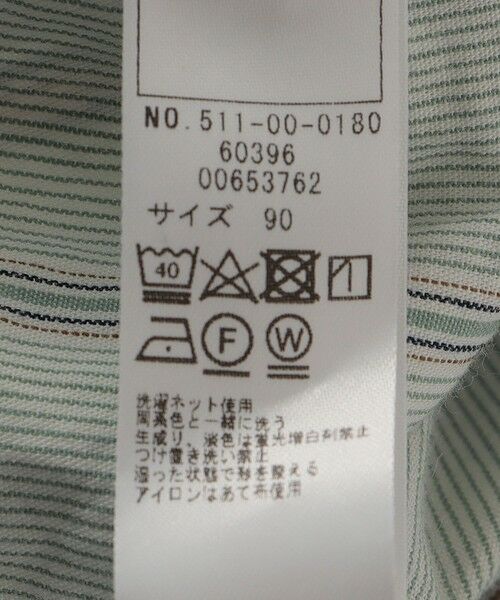 NO. 511-00-0180
60396
00653762
サイズ 90
40
F W
洗濯ネット使用
同系色と一緒に洗う
生成り、淡色は蛍光増白剤禁止
つけ置き洗い禁止
湿った状態で形を整える
アイロンはあて布使用